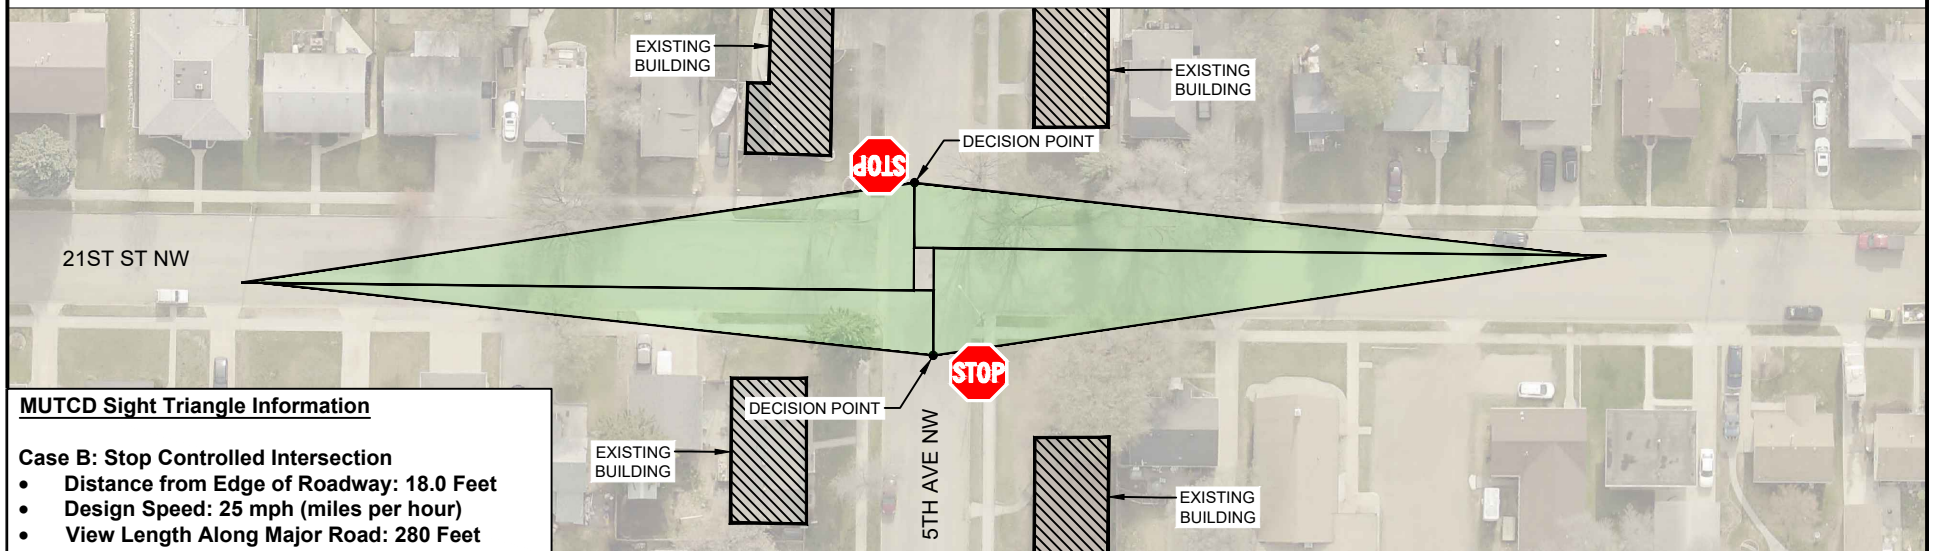 EXISTING
BUILDING
EXISTING
BUILDING
STOP
DECISION POINT
21ST ST NW
STOP
DECISION POINT
5TH AVE NW
EXISTING
BUILDING
EXISTING
BUILDING
MUTCD Sight Triangle Information
Case B: Stop Controlled Intersection
• Distance from Edge of Roadway: 18.0 Feet
• Design Speed: 25 mph (miles per hour)
• View Length Along Major Road: 280 Feet